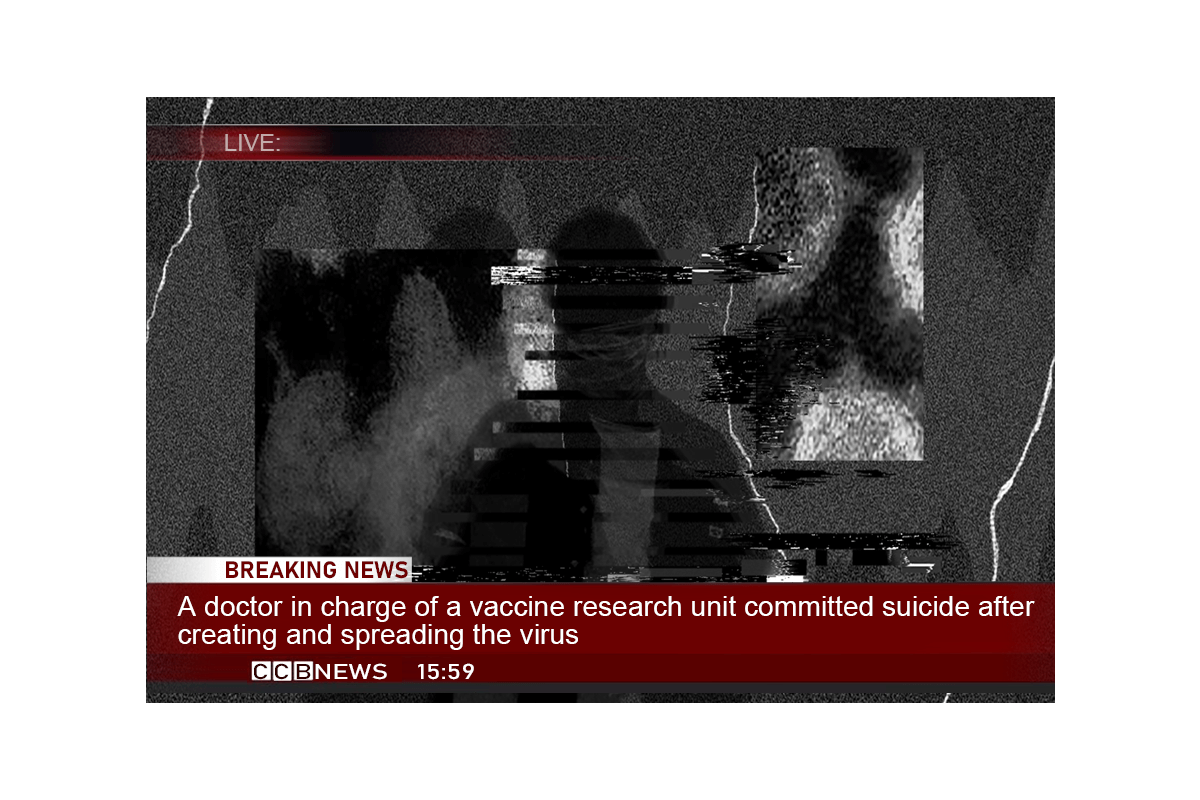 LIVE:
BREAKING NEWS
A doctor in charge of a vaccine research unit committed suicide after
creating and spreading the virus
CCBNEWS 15:59